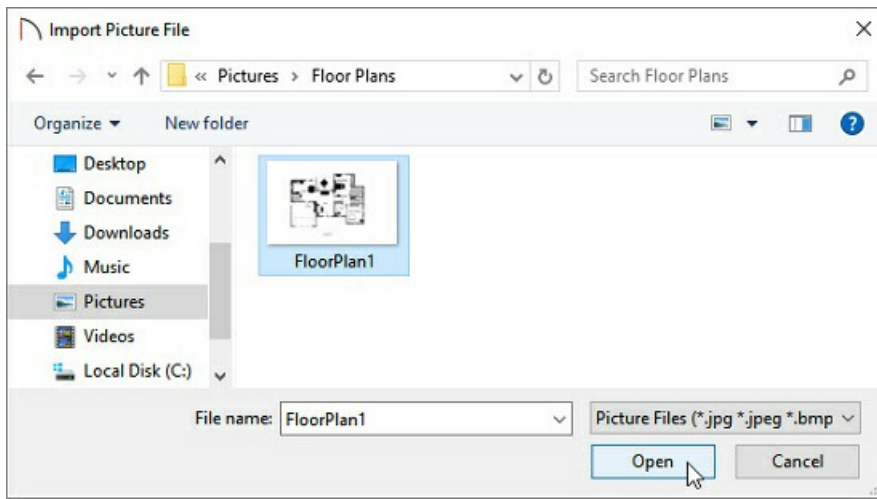 Import Picture File
« Pictures > Floor Plans
Search Floor Plans
Organize
New folder
Desktop
Documents
Downloads
Music
Pictures
Videos
Local Disk (C:)
FloorPlan1
File name: FloorPlan1
Picture Files (*.jpg *.jpeg *.bmp
Open
Cancel